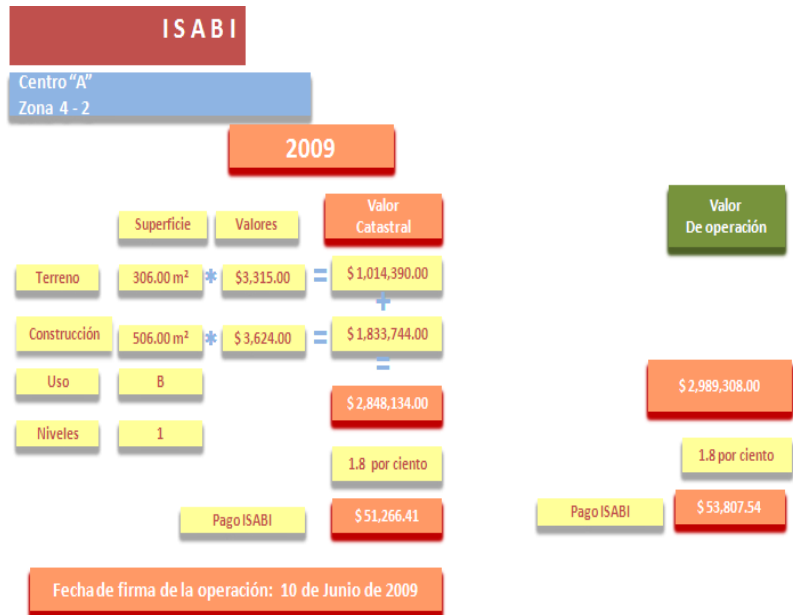 ISABI
Centro “A”
Zona 4 - 2
2009
Superficie Valores Valor Catastral Valor De operación
Terreno 306.00 m² * $3,315.00 = $ 1,014,390.00
+
Construcción 506.00 m² * $ 3,624.00 = $ 1,833,744.00
=
Uso B
$ 2,848,134.00 $ 2,989,308.00
Niveles 1
1.8 por ciento 1.8 por ciento
Pago ISABI $ 51,266.41 Pago ISABI $ 53,807.54
Fecha de firma de la operación: 10 de Junio de 2009